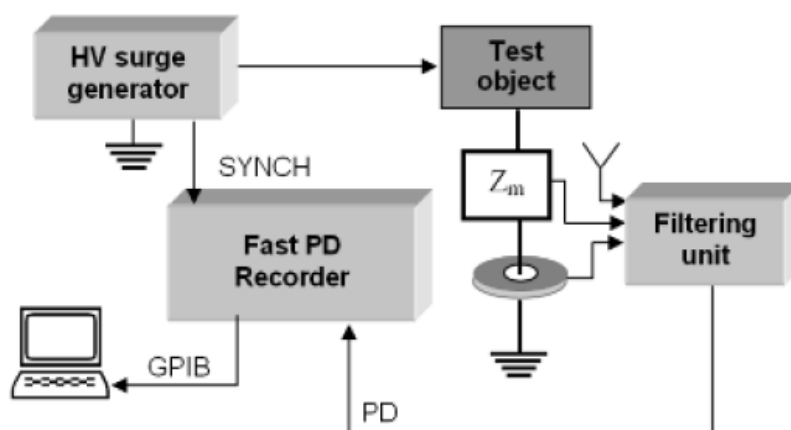 HV surge
generator
Test
object
SYNCH
Zm
Fast PD
Recorder
Filtering
unit
GPIB
PD